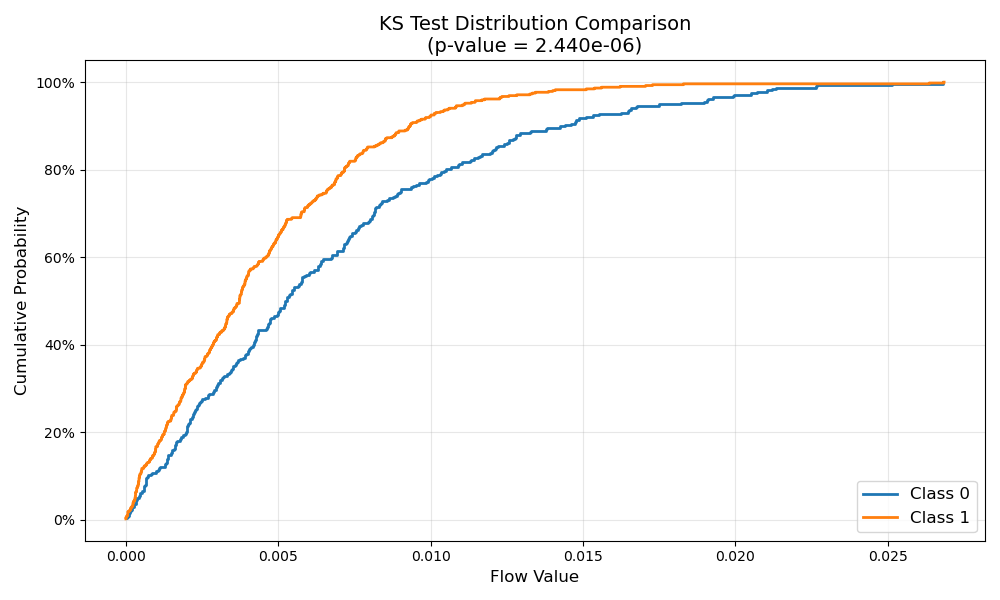 KS Test Distribution Comparison
(p-value = 2.440e-06)
Cumulative Probability
100%
80%
60%
40%
20%
0%
Class 0
Class 1
0.000 0.005 0.010 0.015 0.020 0.025
Flow Value